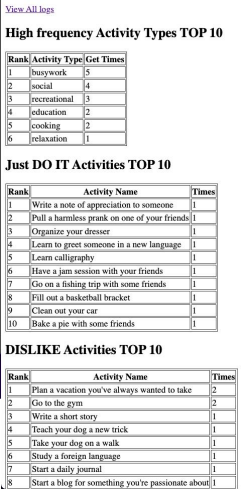 View All logs
High frequency Activity Types TOP 10
Rank Activity Type Get Times
1 busywork 5
2 social 4
3 recreational 3
4 education 2
5 cooking 2
6 relaxation 1
Just DO IT Activities TOP 10
Rank Activity Name Times
1 Write a note of appreciation to someone 1
2 Pull a harmless prank on one of your friends 1
3 Organize your dresser 1
4 Learn to greet someone in a new language 1
5 Learn calligraphy 1
6 Have a jam session with your friends 1
7 Go on a fishing trip with some friends 1
8 Fill out a basketball bracket 1
9 Clean out your car 1
10 Bake a pie with some friends 1
DISLIKE Activities TOP 10
Rank Activity Name Times
1 Plan a vacation you've always wanted to take 2
2 Go to the gym 2
3 Write a short story 1
4 Teach your dog a new trick 1
5 Take your dog on a walk 1
6 Study a foreign language 1
7 Start a daily journal 1
8 Start a blog for something you're passionate about 1